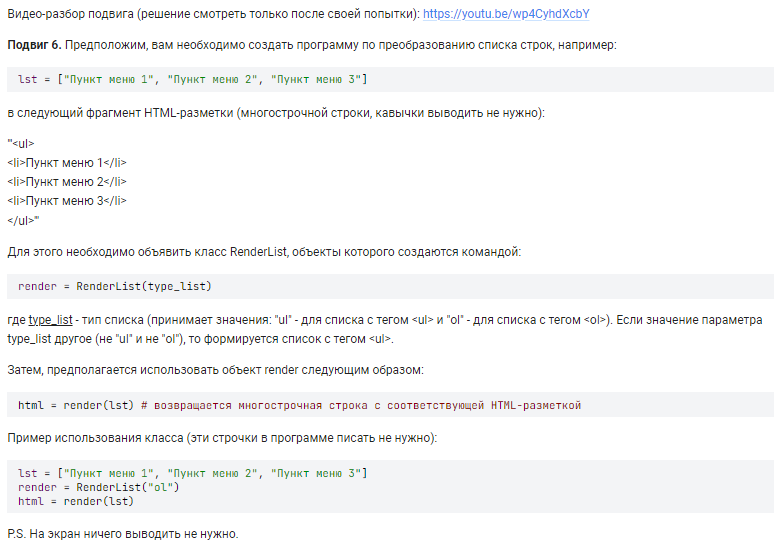 Видео-разбор подвига (решение смотреть только после своей попытки): https://youtu.be/wp4CyhdXcbY
Подвиг 6. Предположим, вам необходимо создать программу по преобразованию списка строк, например:
lst = ["Пункт меню 1", "Пункт меню 2", "Пункт меню 3"]
в следующий фрагмент HTML-разметки (многострочной строки, кавычки выводить не нужно):
'''<ul>
<li>Пункт меню 1</li>
<li>Пункт меню 2</li>
<li>Пункт меню 3</li>
</ul>'''
Для этого необходимо объявить класс RenderList, объекты которого создаются командой:
render = RenderList(type_list)
где type_list - тип списка (принимает значения: "ul" - для списка с тегом <ul> и "ol" - для списка с тегом <ol>). Если значение параметра
type_list другое (не "ul" и не "ol"), то формируется список с тегом <ul>.
Затем, предполагается использовать объект render следующим образом:
html = render(lst) # возвращается многострочная строка с соответствующей HTML-разметкой
Пример использования класса (эти строчки в программе писать не нужно):
lst = ["Пункт меню 1", "Пункт меню 2", "Пункт меню 3"]
render = RenderList("ol")
html = render(lst)
P.S. На экран ничего выводить не нужно.